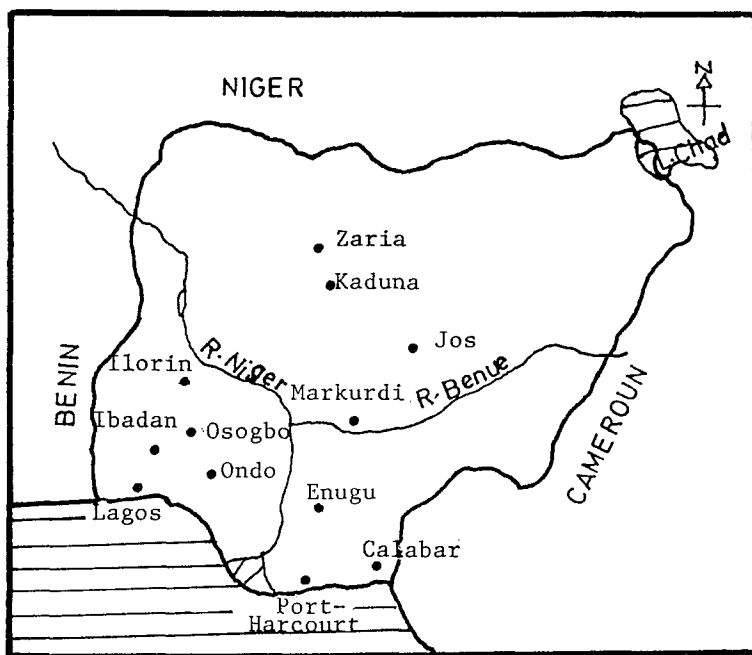 NIGER
N
L.Chad
Zaria
Kaduna
Jos
R.Niger
Ilorin
R.Benue
Markurdi
BENIN
Ibadan
Osogbo
CAMEROUN
Ondo
Enugu
Lagos
Calabar
Port-
Harcourt